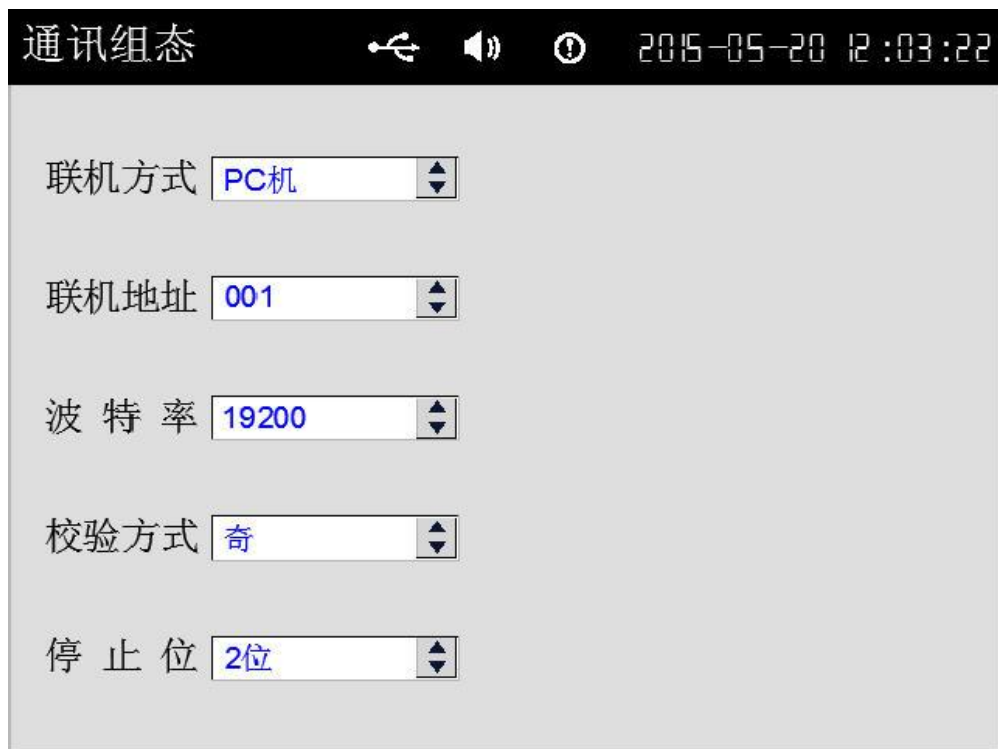 通讯组态 2015-05-20 12:03:22
联机方式 PC机
联机地址 001
波特率 19200
校验方式 奇
停止位 2位